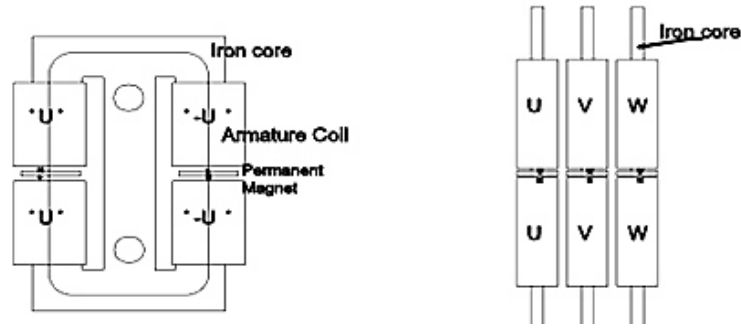 Iron core
"U"
"-U"
Armature Coil
Permanent
Magnet
"U"
"-U"
Iron core
U V W
U V W